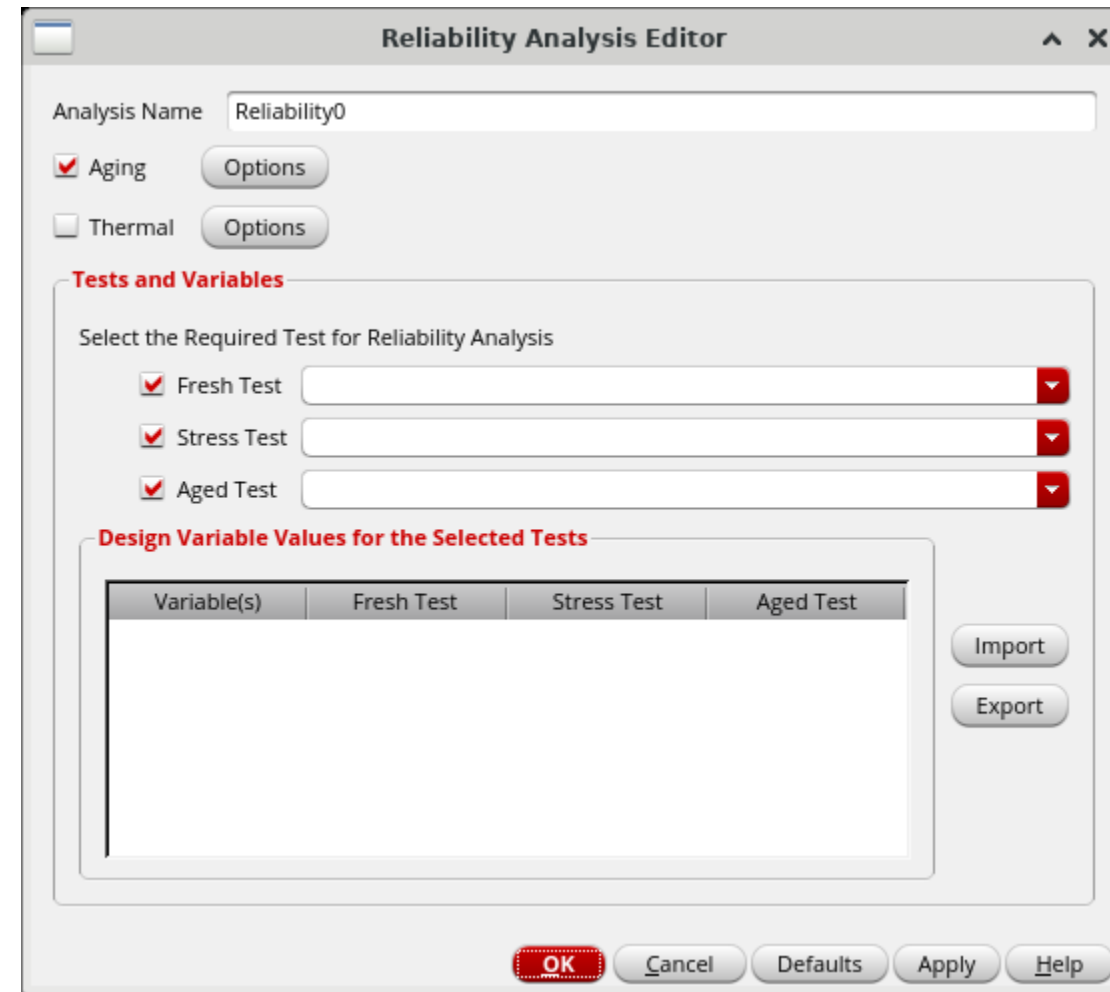 Reliability Analysis Editor
Analysis Name Reliability0
Aging Options
Thermal Options
Tests and Variables
Select the Required Test for Reliability Analysis
Fresh Test
Stress Test
Aged Test
Design Variable Values for the Selected Tests
Variable(s) Fresh Test Stress Test Aged Test
Import
Export
OK Cancel Defaults Apply Help